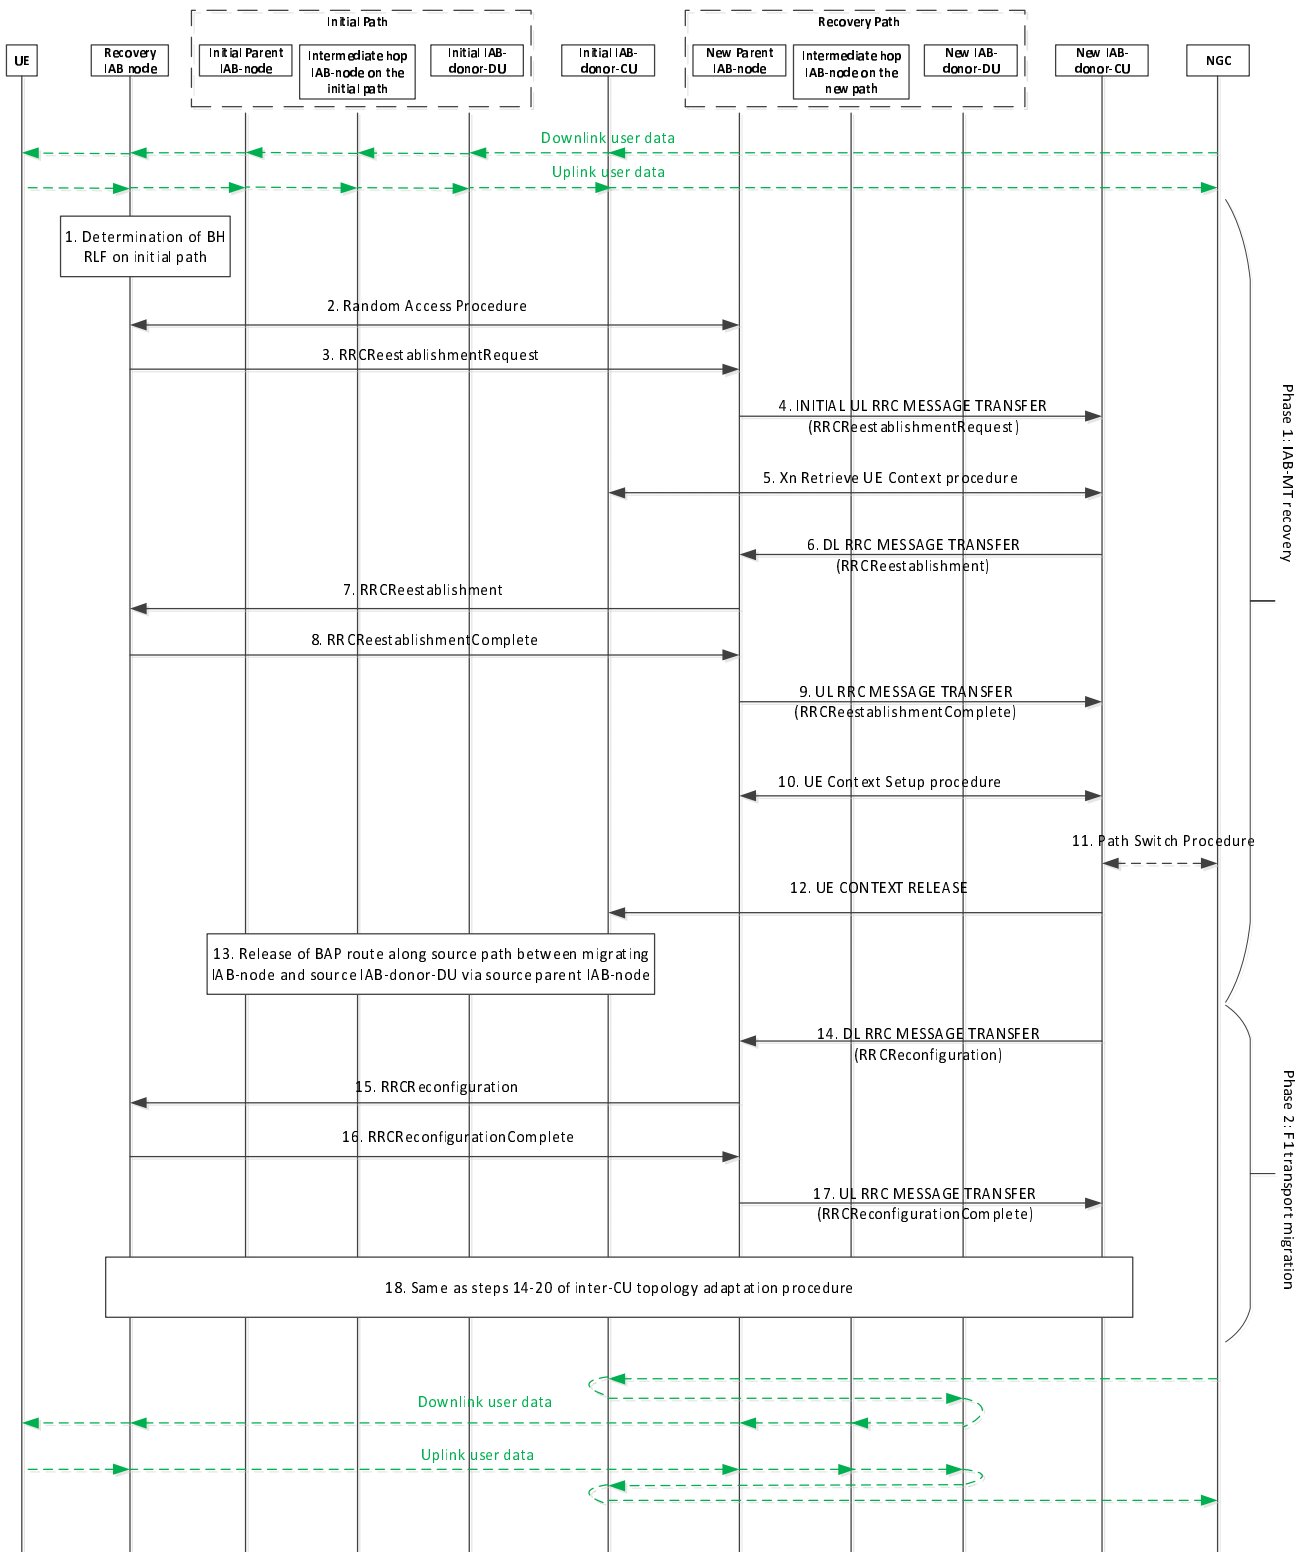 Initial Path
Recovery Path
UE
Recovery
IAB node
Initial Parent
IAB-node
Intermediate hop
IAB-node on the
initial path
Initial IAB-
donor-DU
Initial IAB-
donor-CU
New Parent
IAB-node
Intermediate hop
IAB-node on the
new path
New IAB-
donor-DU
New IAB-
donor-CU
NGC
Downlink user data
Uplink user data
1. Determination of BH
RLF on initial path
2. Random Access Procedure
3. RRCReestablishmentRequest
4. INITIAL UL RRC MESSAGE TRANSFER
(RRCReestablishmentRequest)
5. Xn Retrieve UE Context procedure
6. DL RRC MESSAGE TRANSFER
(RRCReestablishment)
7. RRCReestablishment
8. RRCReestablishmentComplete
9. UL RRC MESSAGE TRANSFER
(RRCReestablishmentComplete)
10. UE Context Setup procedure
11. Path Switch Procedure
12. UE CONTEXT RELEASE
13. Release of BAP route along source path between migrating
IAB-node and source IAB-donor-DU via source parent IAB-node
Phase 1: IAB-MT recovery
14. DL RRC MESSAGE TRANSFER
(RRCReconfiguration)
15. RRCReconfiguration
16. RRCReconfigurationComplete
17. UL RRC MESSAGE TRANSFER
(RRCReconfigurationComplete)
18. Same as steps 14-20 of inter-CU topology adaptation procedure
Phase 2: F1 transport migration
Downlink user data
Uplink user data